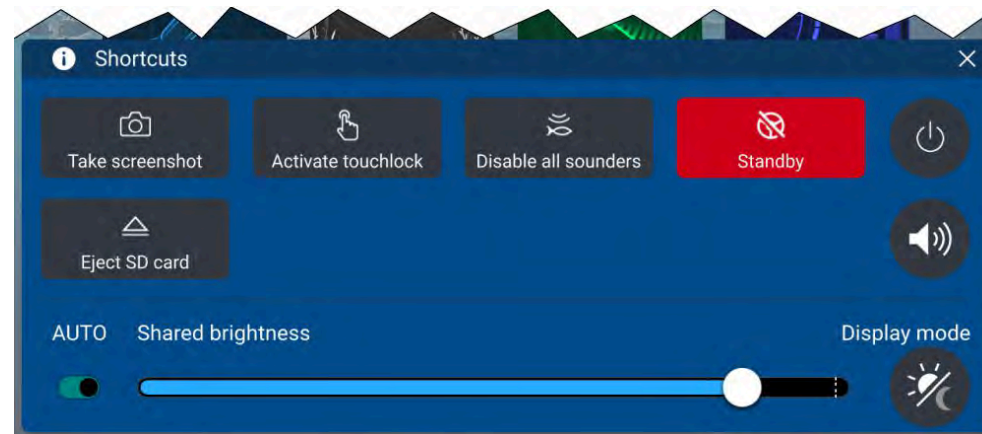 Shortcuts
Take screenshot
Activate touchlock
Disable all sounders
Standby
Eject SD card
AUTO
Shared brightness
Display mode